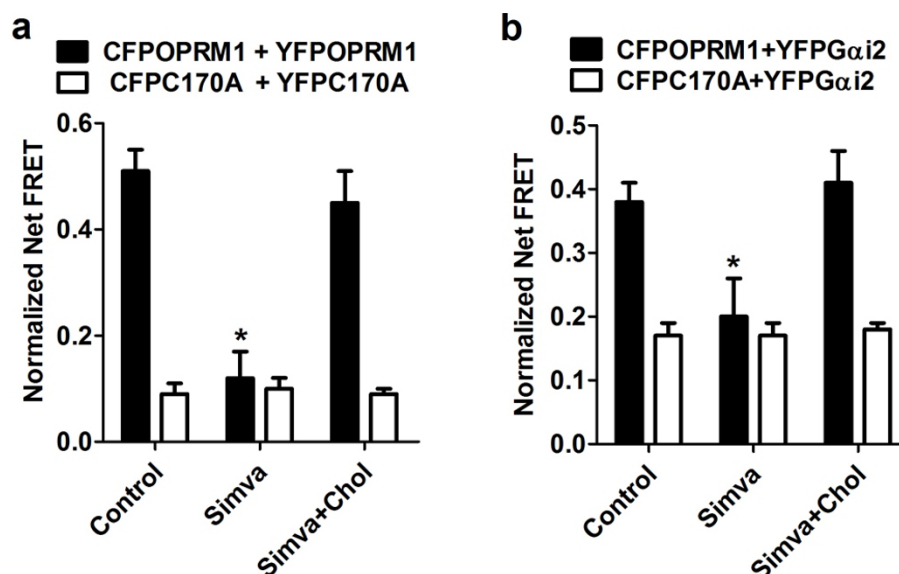 a
CFPOPRM1 + YFPOPRM1
CFPC170A + YFPC170A
Normalized Net FRET
0.6
0.4
0.2
0.0
*
Control
Simva
Simva+Chol
b
CFPOPRM1+YFPGαi2
CFPC170A+YFPGαi2
Normalized Net FRET
0.5
0.4
0.3
0.2
0.1
0.0
*
Control
Simva
Simva+Chol